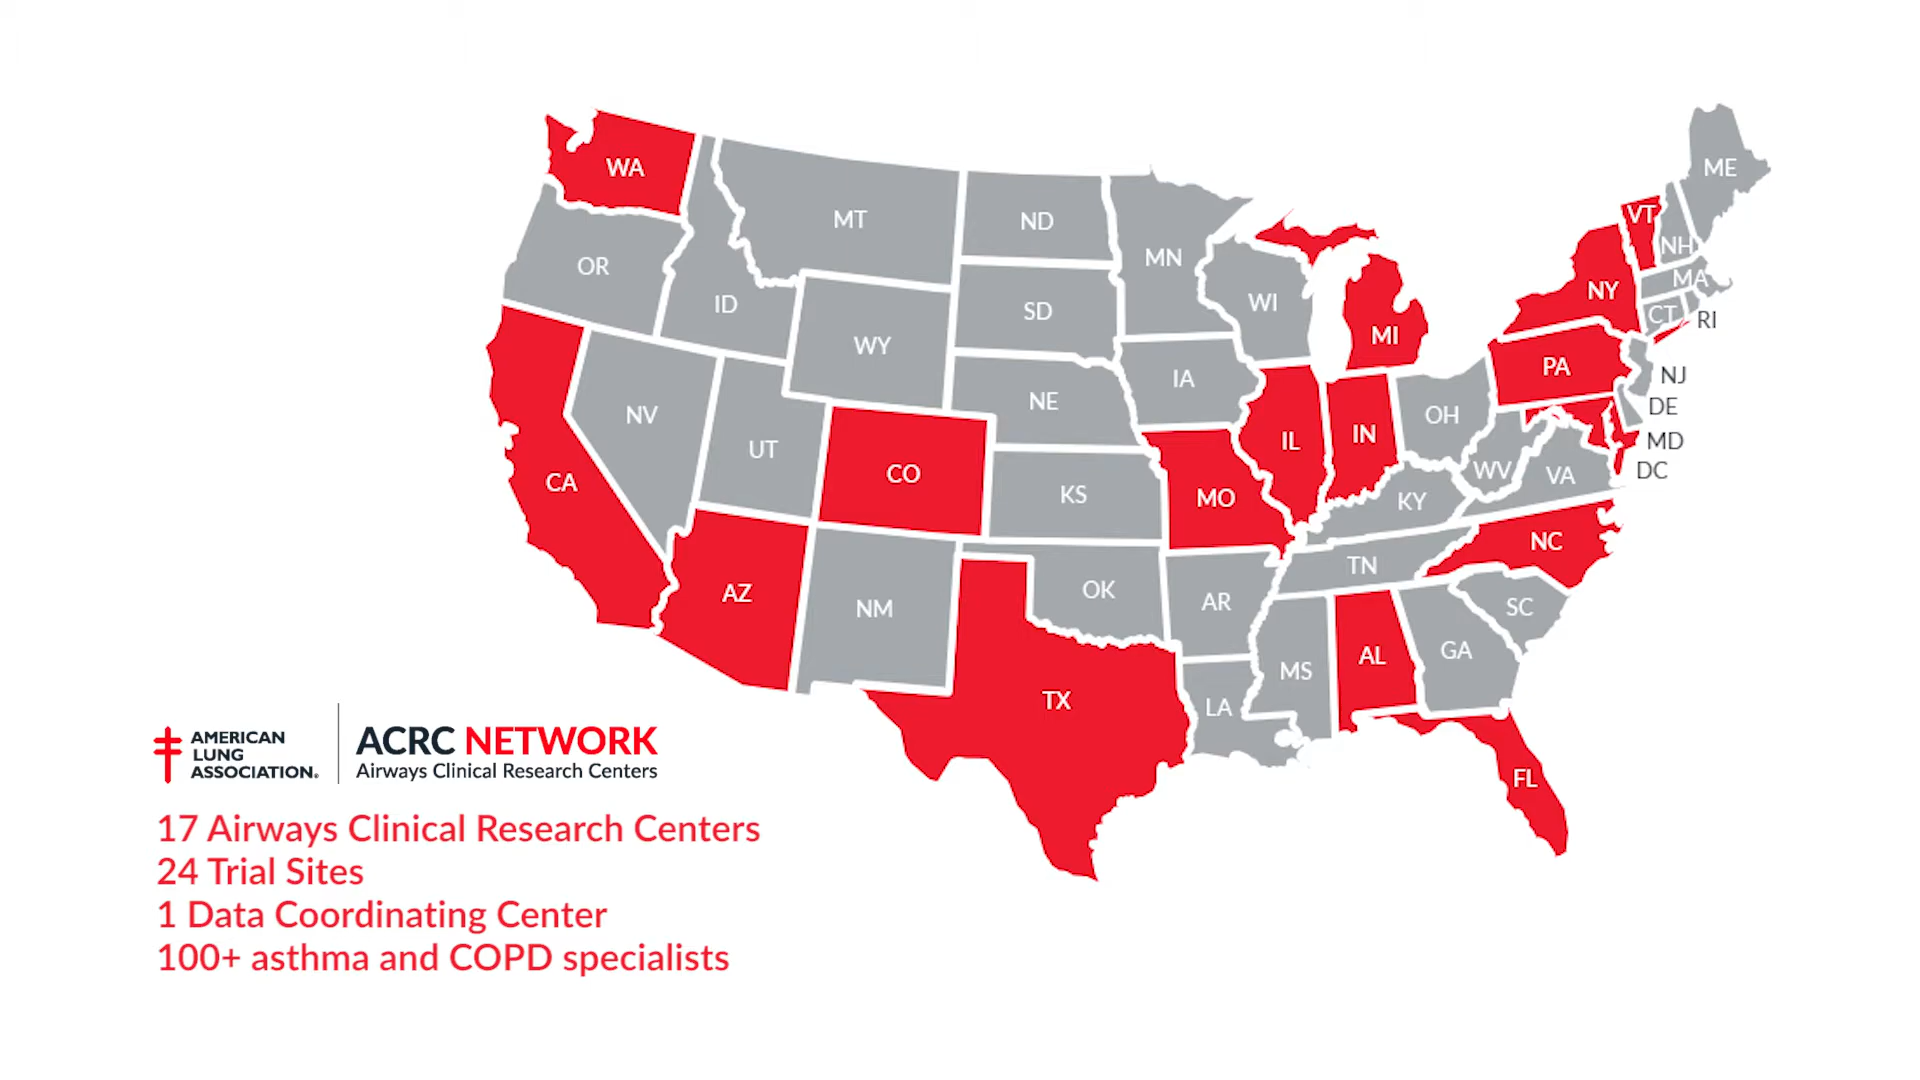 WA
MT
ND
MN
ME
VT
NH
OR
ID
SD
WI
NY
MA
CT
RI
WY
MI
PA
NJ
IA
NE
DE
NV
UT
CO
IL
IN
OH
MD
CA
KS
MO
KY
WV
VA
DC
NC
AZ
NM
OK
AR
TN
SC
TX
LA
MS
AL
GA
FL
AMERICAN
LUNG
ASSOCIATION®
ACRC NETWORK
Airways Clinical Research Centers
17 Airways Clinical Research Centers
24 Trial Sites
1 Data Coordinating Center
100+ asthma and COPD specialists